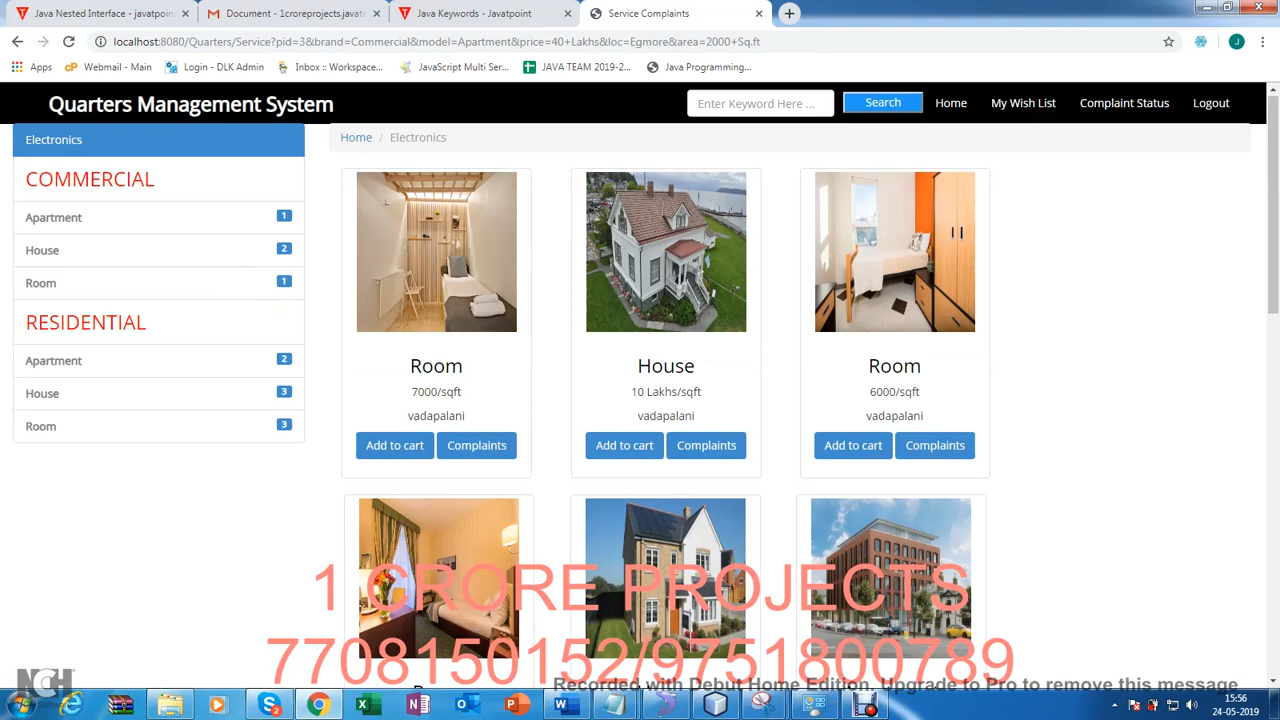 Java Nested Interface - javatpoin
Document - 1croreprojects.javat
Java Keywords - Javatpoint
Service Complaints
localhost:8080/Quarters/Service?pid=3&brand=Commercial&model=Apartment&price=40+Lakhs&loc=Egmore&area=2000+Sq.ft
J
Apps
Webmail - Main
Login - DLK Admin
Inbox :: Workspace...
JavaScript Multi Ser...
JAVA TEAM 2019-2...
Java Programming...
Quarters Management System
Enter Keyword Here ...
Search
Home
My Wish List
Complaint Status
Logout
Electronics
Home / Electronics
COMMERCIAL
Apartment 1
House 2
Room 1
RESIDENTIAL
Apartment 2
House 3
Room 3
Room
7000/sqft
vadapalani
Add to cart
Complaints
House
10 Lakhs/sqft
vadapalani
Add to cart
Complaints
Room
6000/sqft
vadapalani
Add to cart
Complaints
1 CRORE PROJECTS
7708150152/9751800789
Recorded with Debut Home Edition. Upgrade to Pro to remove this message
NCH
15:56
24-05-2019